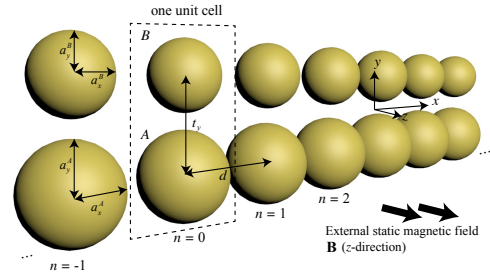 one unit cell
B
a_y^B
a_x^B
y
x
z
A
t_y
a_y^A
a_x^A
d
...
n = 2
n = 1
n = 0
n = -1
...
External static magnetic field
B (z-direction)